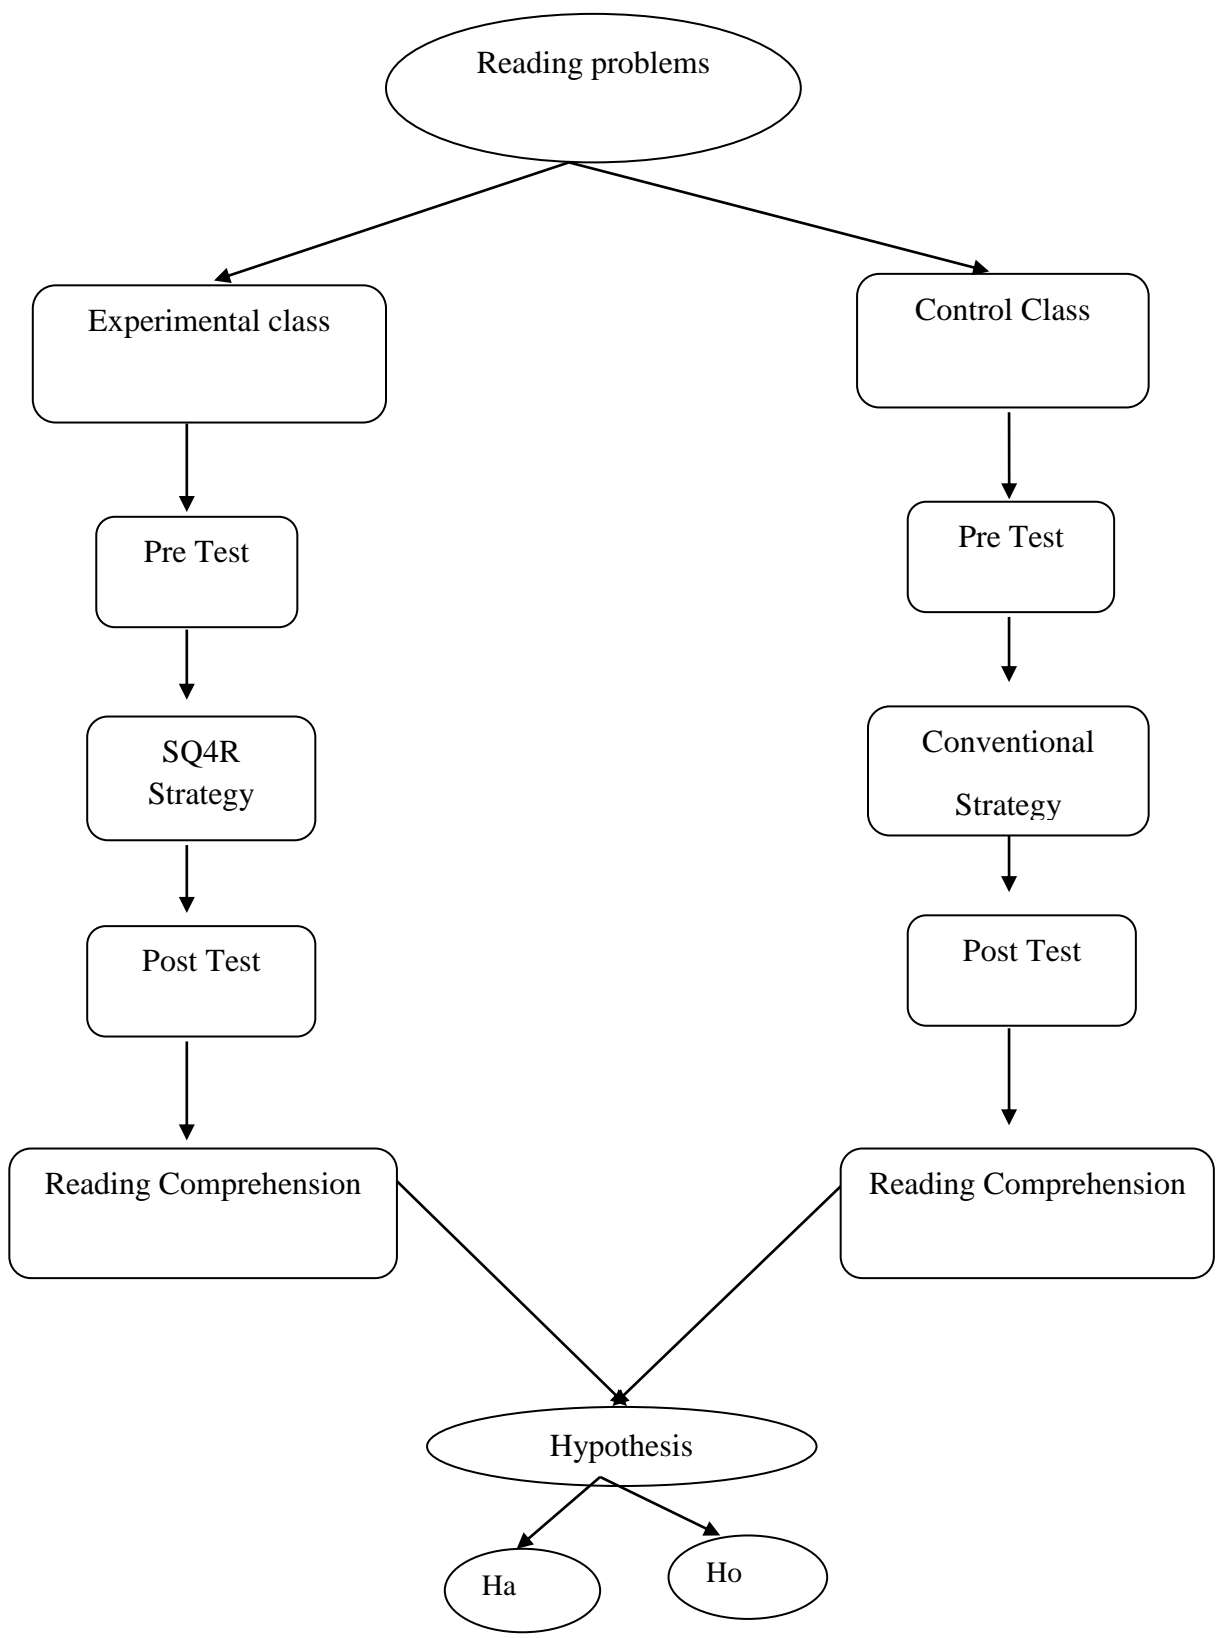 Reading problems
Experimental class
Control Class
Pre Test
Pre Test
SQ4R
Strategy
Conventional
Strategy
Post Test
Post Test
Reading Comprehension
Reading Comprehension
Hypothesis
Ha
Ho